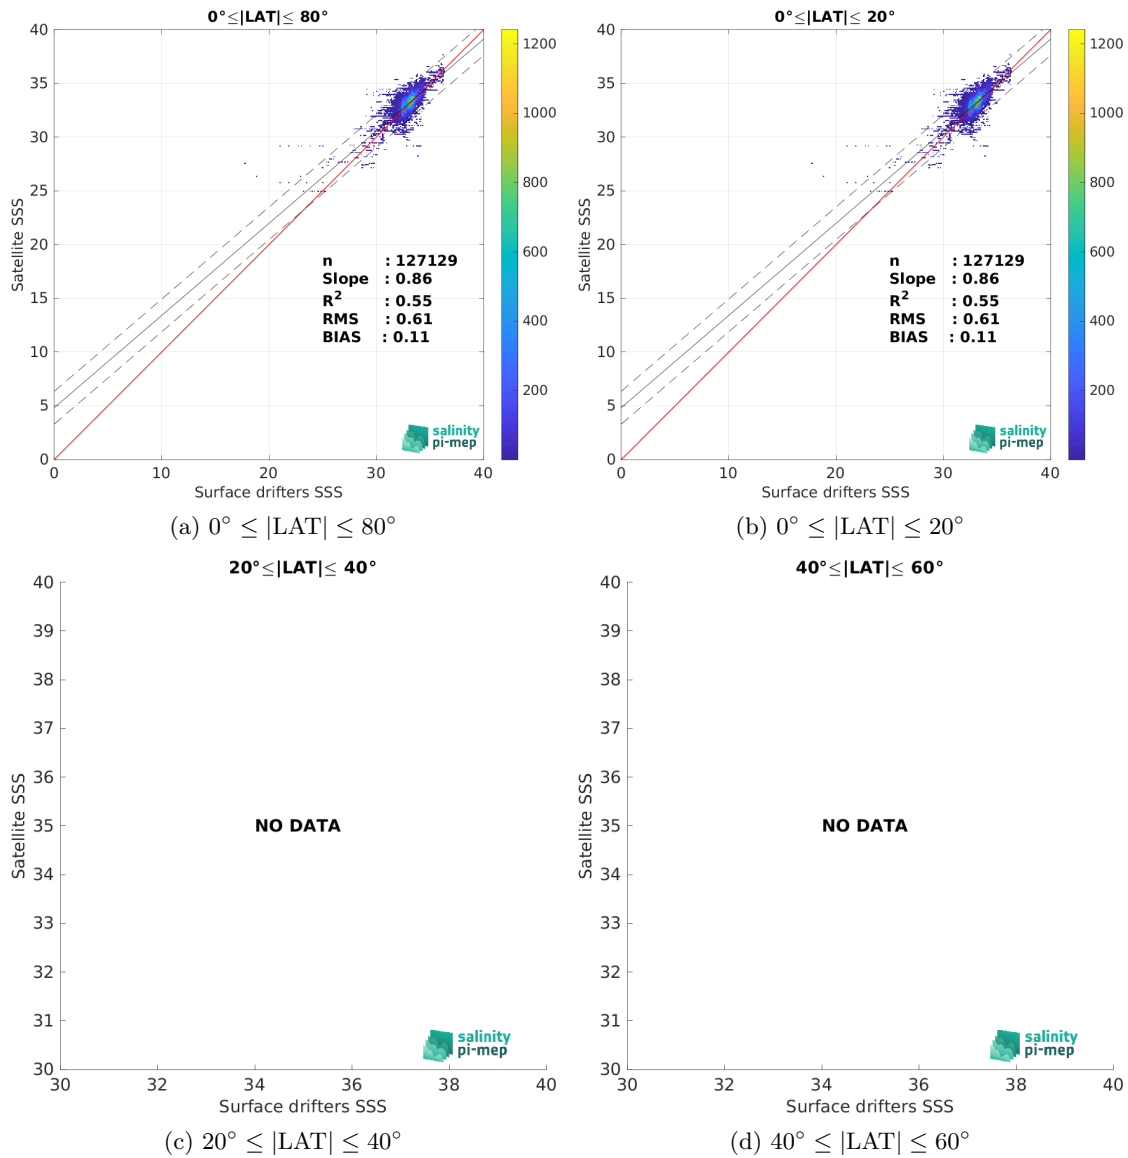 0°≤|LAT|≤ 80°
40
35
30
25
20
15
10
5
0
Satellite SSS
0
10
20
30
40
Surface drifters SSS
n : 127129
Slope : 0.86
R² : 0.55
RMS : 0.61
BIAS : 0.11
salinity
pi-mep
1200
1000
800
600
400
200
(a) 0° ≤ |LAT| ≤ 80°
0°≤|LAT|≤ 20°
40
35
30
25
20
15
10
5
0
Satellite SSS
0
10
20
30
40
Surface drifters SSS
n : 127129
Slope : 0.86
R² : 0.55
RMS : 0.61
BIAS : 0.11
salinity
pi-mep
1200
1000
800
600
400
200
(b) 0° ≤ |LAT| ≤ 20°
20°≤|LAT|≤ 40°
40
39
38
37
36
35
34
33
32
31
30
Satellite SSS
NO DATA
salinity
pi-mep
30
32
34
36
38
40
Surface drifters SSS
(c) 20° ≤ |LAT| ≤ 40°
40°≤|LAT|≤ 60°
40
39
38
37
36
35
34
33
32
31
30
Satellite SSS
NO DATA
salinity
pi-mep
30
32
34
36
38
40
Surface drifters SSS
(d) 40° ≤ |LAT| ≤ 60°